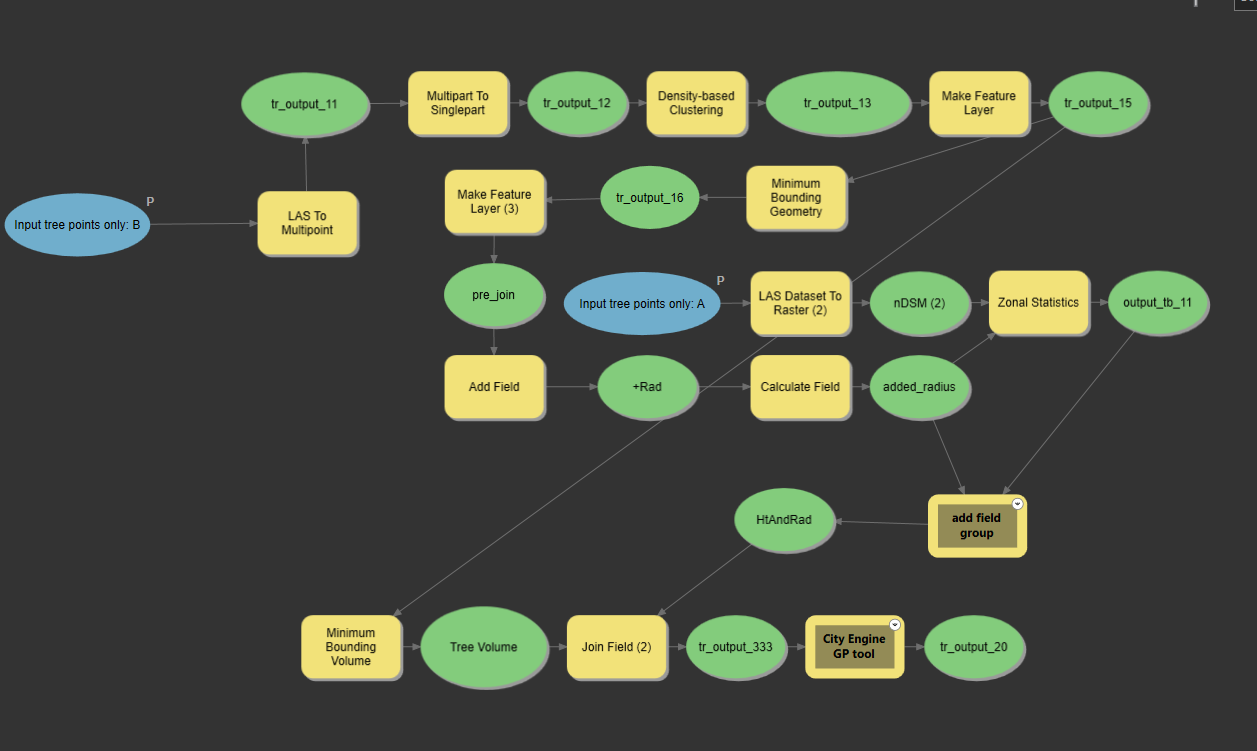 tr_output_11
Multipart To
Singlepart
tr_output_12
Density-based
Clustering
tr_output_13
Make Feature
Layer
tr_output_15
Input tree points only: B
P
LAS To
Multipoint
Make Feature
Layer (3)
tr_output_16
Minimum
Bounding
Geometry
pre_join
Input tree points only: A
P
LAS Dataset To
Raster (2)
nDSM (2)
Zonal Statistics
output_tb_11
Add Field
+Rad
Calculate Field
added_radius
HtAndRad
add field
group
Minimum
Bounding
Volume
Tree Volume
Join Field (2)
tr_output_333
City Engine
GP tool
tr_output_20